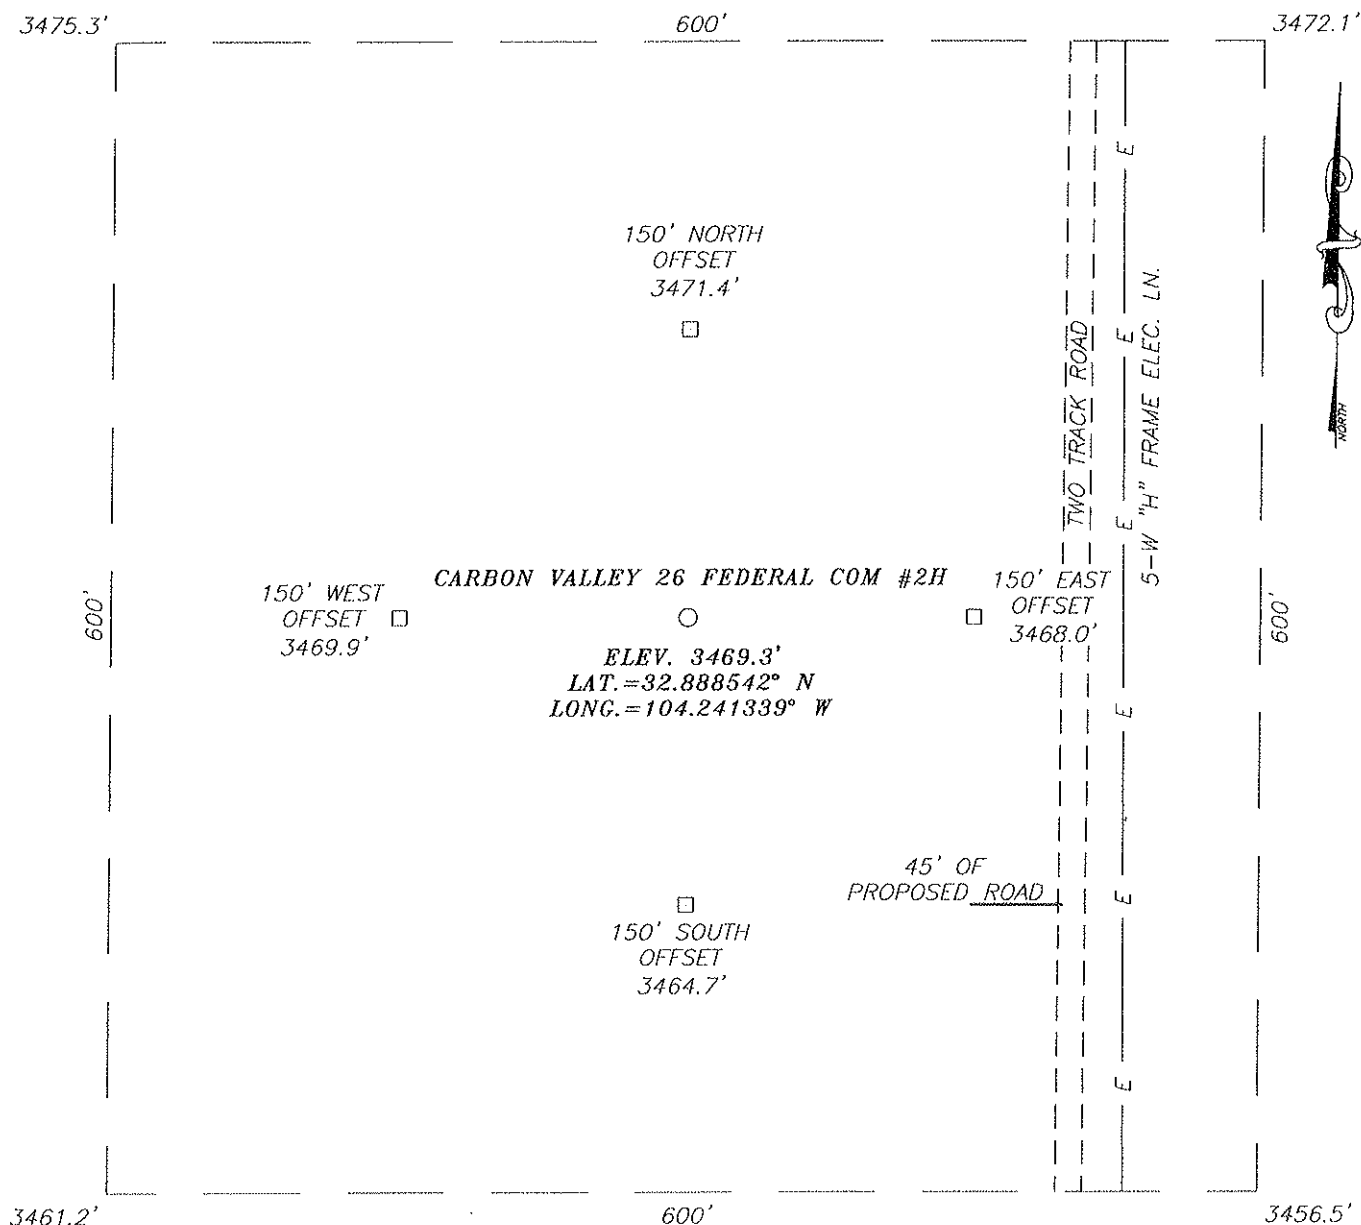 3475.3'
600'
3472.1'
150' NORTH
OFFSET
3471.4'
NORTH
TWO TRACK ROAD
E
E
E
E
E
E
5-W "H" FRAME ELEC. LN.
CARBON VALLEY 26 FEDERAL COM #2H
150' WEST
OFFSET
3469.9'
150' EAST
OFFSET
3468.0'
600'
600'
ELEV. 3469.3'
LAT.=32.888542° N
LONG.=104.241339° W
45' OF
PROPOSED ROAD
150' SOUTH
OFFSET
3464.7'
3461.2'
600'
3456.5'